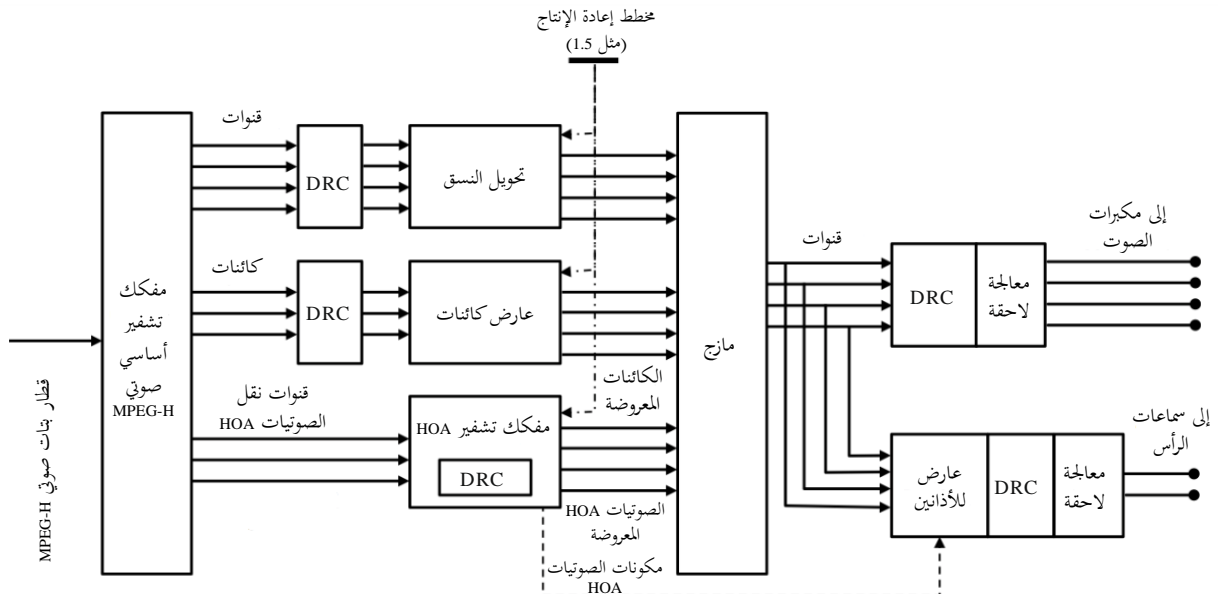 مخطط إعادة الإنتاج
(مثل 1.5)
قنوات
DRC
تحويل النسق
كائنات
DRC
عارض كائنات
الكائنات
المعروضة
قنوات نقل
الصوتيات HOA
مفكك تشفير HOA
DRC
الصوتيات HOA
المعروضة
مكونات الصوتيات
HOA
قطار بتات صوتي MPEG-H
مفكك
تشفير
أساسي
صوتي
MPEG-H
مازج
قنوات
DRC
معالجة
لاحقة
إلى مكبرات
الصوت
عارض
للأذانين
DRC
معالجة
لاحقة
إلى سماعات
الرأس